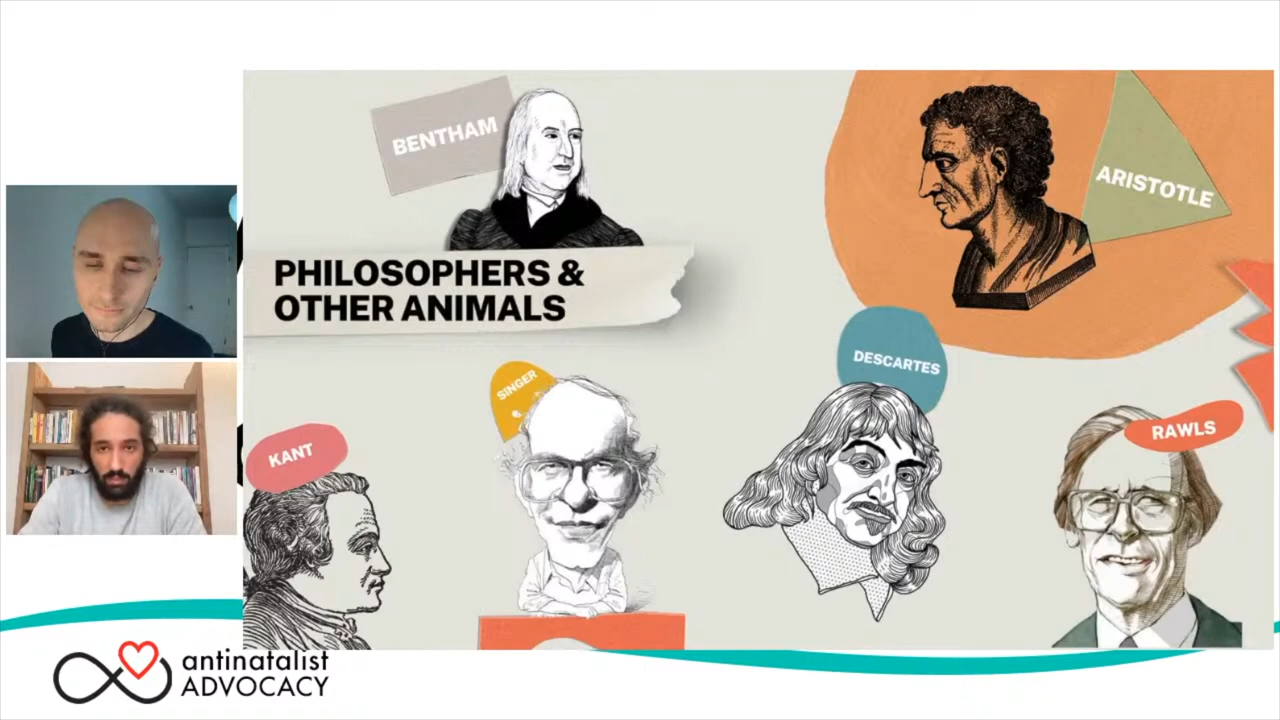 BENTHAM
ARISTOTLE
PHILOSOPHERS &
OTHER ANIMALS
DESCARTES
SINGER
RAWLS
KANT
antinatalist
ADVOCACY